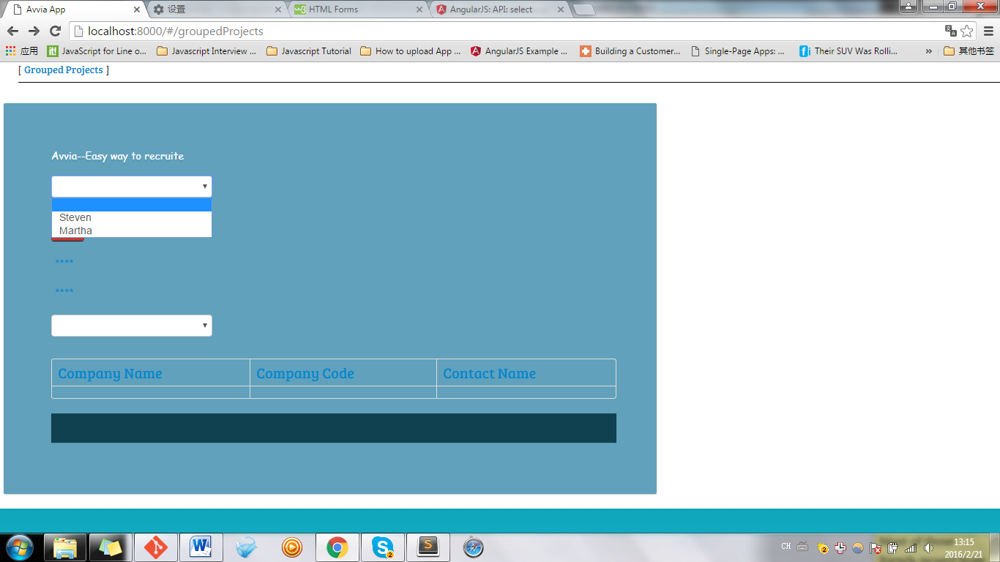 Avvia App
设置
HTML Forms
AngularJS: API: select
localhost:8000/#/groupedProjects
应用
JavaScript for Line o...
Javascript Interview ...
Javascript Tutorial
How to upload App ...
AngularJS Example ...
Building a Customer...
Single-Page Apps: ...
Their SUV Was Rolli...
»
其他书签
[ Grouped Projects ]
Avvia--Easy way to recruite
Steven
Martha
****
****
Company Name
Company Code
Contact Name
CH
13:15
2016/2/21